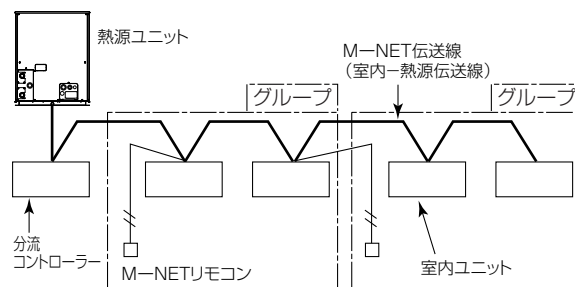 熱源ユニット
M−NET伝送線
（室内−熱源伝送線）
グループ
グループ
分流
コントローラー
M−NETリモコン
室内ユニット